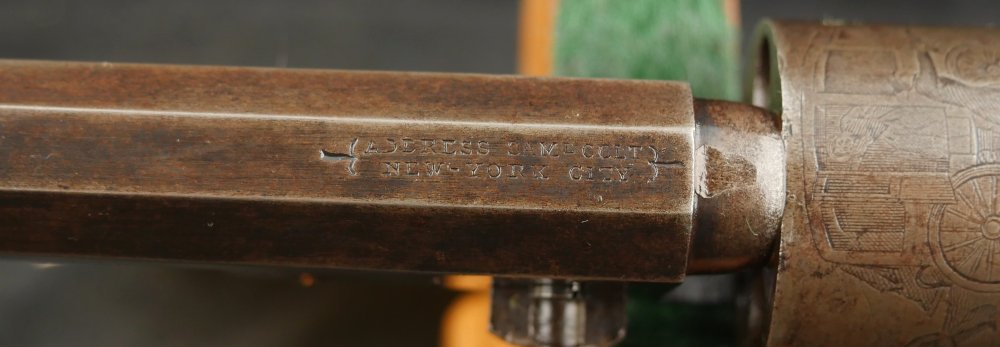 ADDRESS SAML COLT
NEW-YORK CITY